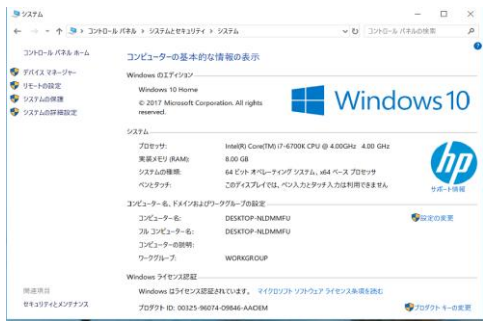 システム
コントロール パネル › システムとセキュリティ › システム
コントロール パネルの検索
コントロール パネル ホーム
デバイス マネージャー
リモートの設定
システムの保護
システムの詳細設定
コンピューターの基本的な情報の表示
Windows のエディション
Windows 10 Home
© 2017 Microsoft Corporation. All rights
reserved.
Windows 10
システム
プロセッサ: Intel(R) Core(TM) i7-6700K CPU @ 4.00GHz 4.00 GHz
実装メモリ (RAM): 8.00 GB
システムの種類: 64 ビット オペレーティング システム、x64 ベース プロセッサ
ペンとタッチ: このディスプレイでは、ペン入力とタッチ入力は利用できません
hp
サポート情報
コンピューター名、ドメインおよびワークグループの設定
コンピューター名: DESKTOP-NLDMMFU
設定の変更
フル コンピューター名: DESKTOP-NLDMMFU
コンピューターの説明:
ワークグループ: WORKGROUP
Windows ライセンス認証
Windows はライセンス認証されています。 マイクロソフト ソフトウェア ライセンス条項を読む
プロダクト ID: 00325-96074-09846-AAOEM
プロダクト キーの変更
関連項目
セキュリティとメンテナンス